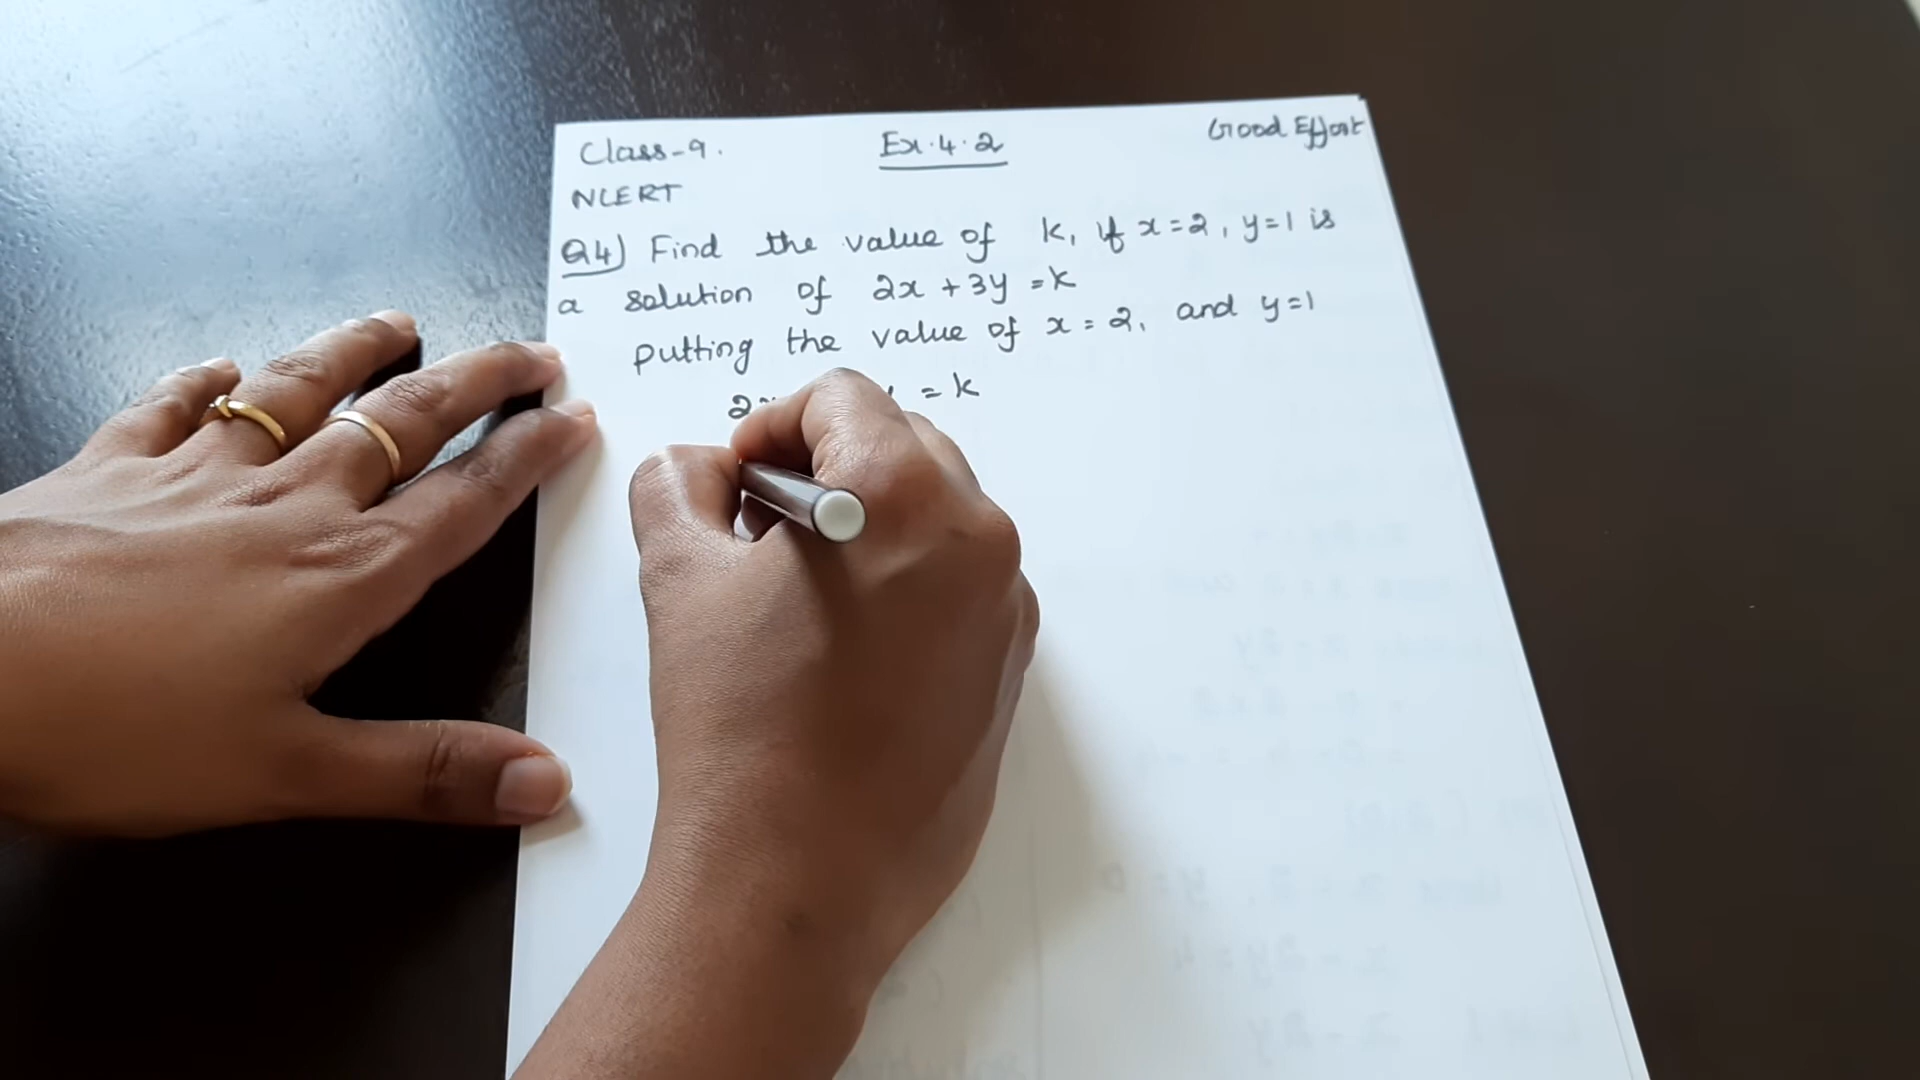 Class-9. Ex.4.2 Good Effort
NCERT
Q4) Find the value of k, if x=2, y=1 is
a solution of 2x+3y=k
putting the value of x=2, and y=1
= k